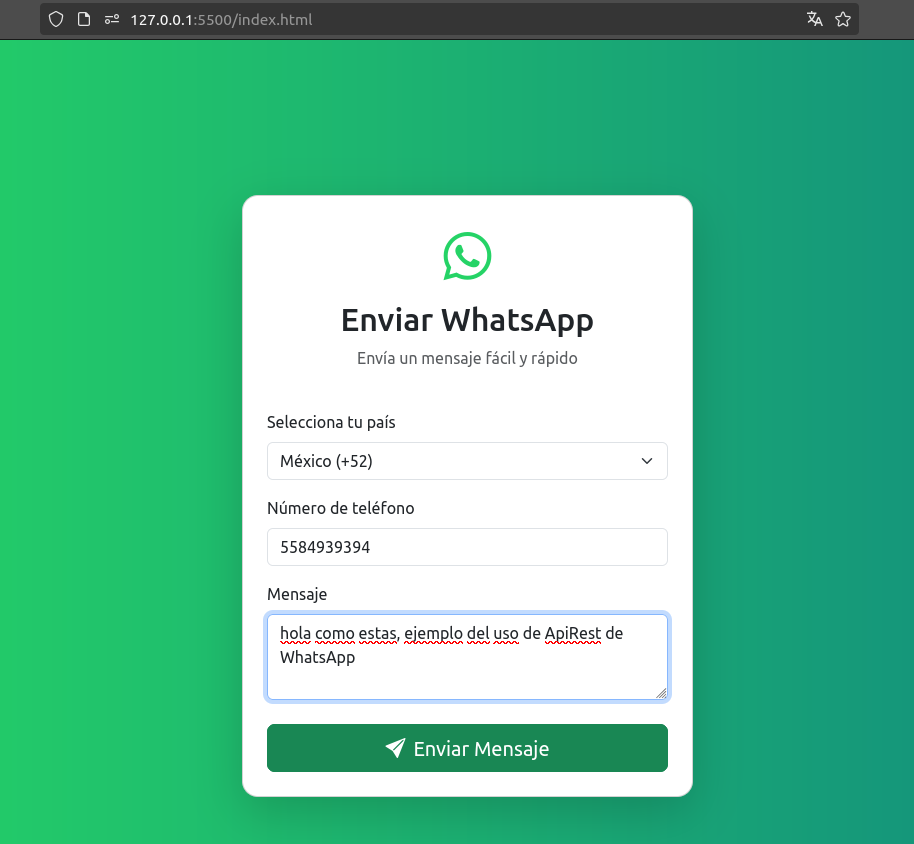 127.0.0.1:5500/index.html
Enviar WhatsApp
Envía un mensaje fácil y rápido
Selecciona tu país
México (+52)
Número de teléfono
5584939394
Mensaje
hola como estas, ejemplo del uso de ApiRest de
WhatsApp
Enviar Mensaje